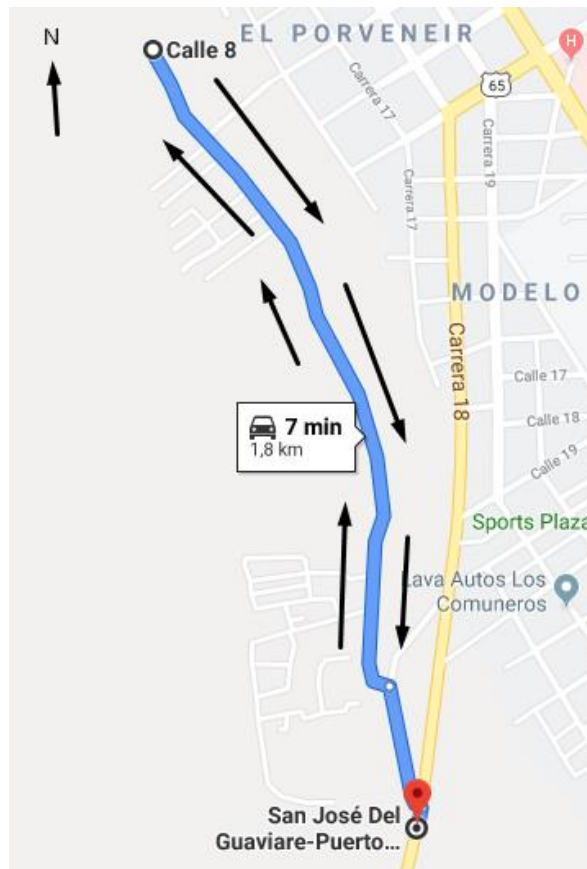 EL PORVENEIR
N
Calle 8
H
65
Carrera 17
Carrera 19
Carrera 17
MODELO
Carrera 18
Calle 17
7 min
1,8 km
Calle 18
Calle 19
Sports Plaza
Lava Autos Los
Comuneros
San José Del
Guaviare-Puerto...